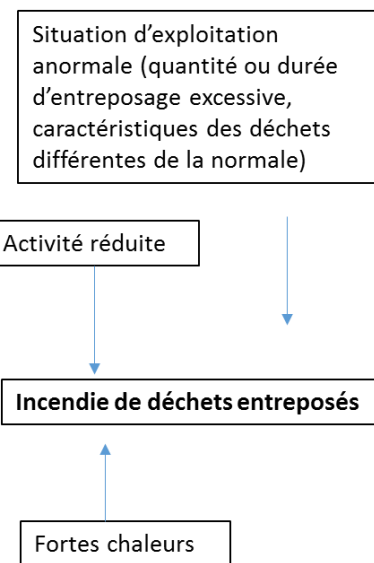 Situation d’exploitation
anormale (quantité ou durée
d’entreposage excessive,
caractéristiques des déchets
différentes de la normale)
Activité réduite
Incendie de déchets entreposés
Fortes chaleurs